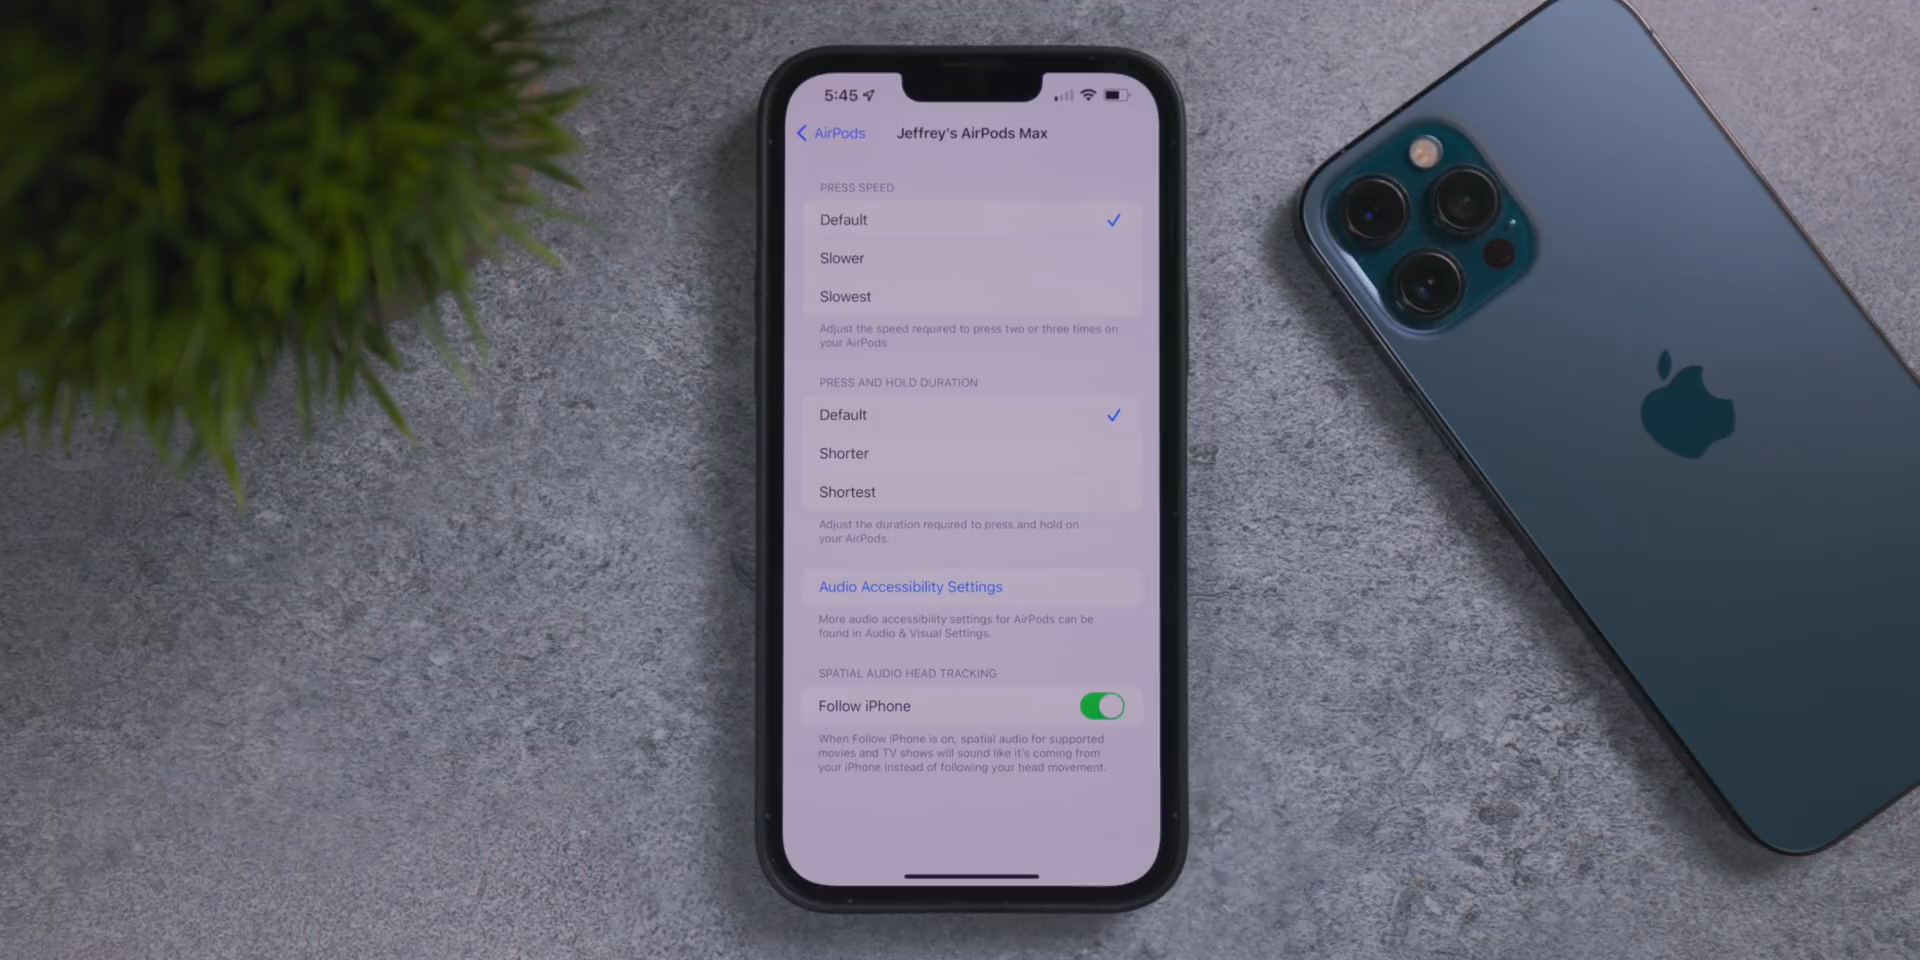 5:45
AirPods
Jeffrey's AirPods Max
PRESS SPEED
Default
Slower
Slowest
Adjust the speed required to press two or three times on
your AirPods.
PRESS AND HOLD DURATION
Default
Shorter
Shortest
Adjust the duration required to press and hold on
your AirPods.
Audio Accessibility Settings
More audio accessibility settings for AirPods can be
found in Audio & Visual Settings.
SPATIAL AUDIO HEAD TRACKING
Follow iPhone
When Follow iPhone is on, spatial audio for supported
movies and TV shows will sound like it's coming from
your iPhone instead of following your head movement.